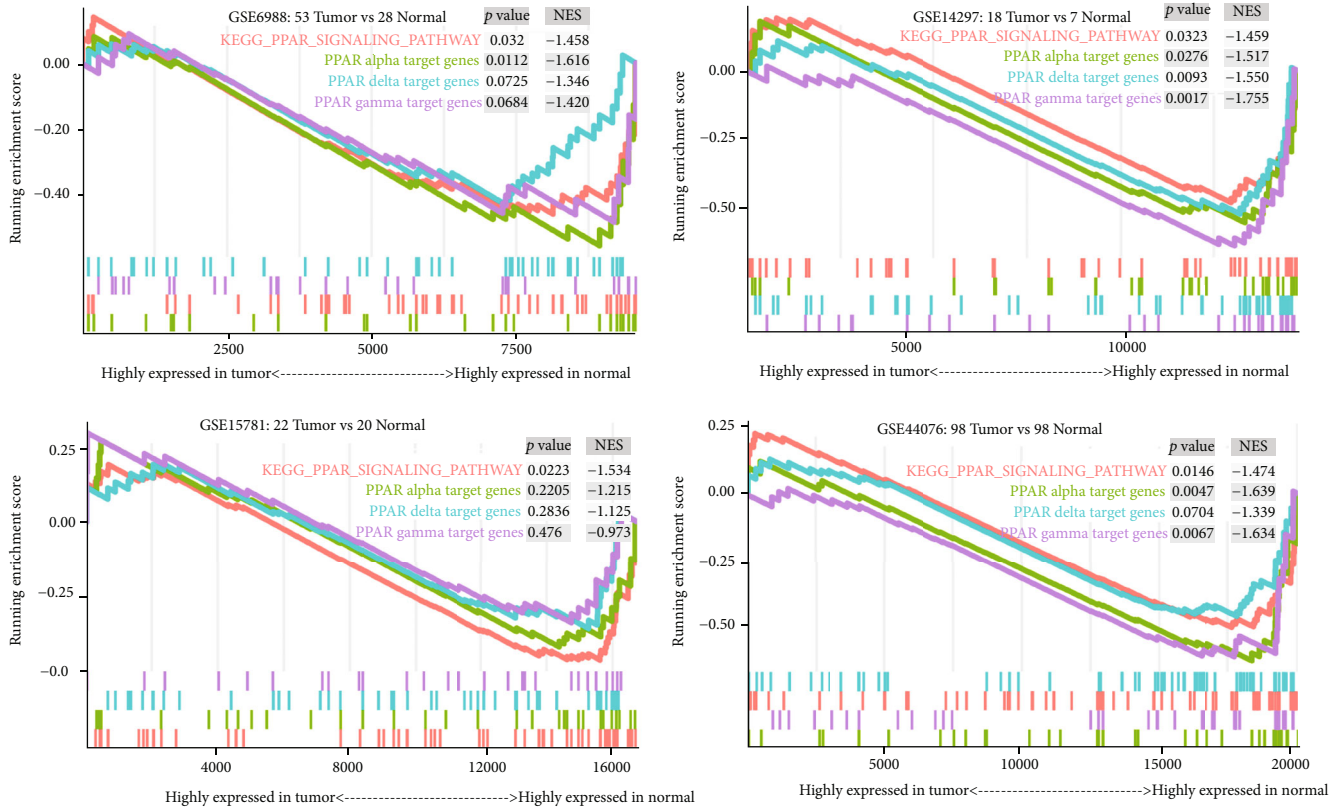 GSE6988: 53 Tumor vs 28 Normal
p value NES
KEGG_PPAR_SIGNALING_PATHWAY 0.032 −1.458
PPAR alpha target genes 0.0112 −1.616
PPAR delta target genes 0.0725 −1.346
PPAR gamma target genes 0.0684 −1.420
Running enrichment score
0.00
−0.20
−0.40
2500 5000 7500
Highly expressed in tumor<----------------------------->Highly expressed in normal
GSE14297: 18 Tumor vs 7 Normal
p value NES
KEGG_PPAR_SIGNALING_PATHWAY 0.0323 −1.459
PPAR alpha target genes 0.0276 −1.517
PPAR delta target genes 0.0093 −1.550
PPAR gamma target genes 0.0017 −1.755
Running enrichment score
0.00
−0.25
−0.50
5000 10000
Highly expressed in tumor<----------------------------->Highly expressed in normal
GSE15781: 22 Tumor vs 20 Normal
p value NES
KEGG_PPAR_SIGNALING_PATHWAY 0.0223 −1.534
PPAR alpha target genes 0.2205 −1.215
PPAR delta target genes 0.2836 −1.125
PPAR gamma target genes 0.476 −0.973
Running enrichment score
0.25
0.00
−0.25
−0.0
4000 8000 12000 16000
Highly expressed in tumor<----------------------------->Highly expressed in normal
GSE44076: 98 Tumor vs 98 Normal
p value NES
KEGG_PPAR_SIGNALING_PATHWAY 0.0146 −1.474
PPAR alpha target genes 0.0047 −1.639
PPAR delta target genes 0.0704 −1.339
PPAR gamma target genes 0.0067 −1.634
Running enrichment score
0.25
0.00
−0.25
−0.50
5000 10000 15000 20000
Highly expressed in tumor<----------------------------->Highly expressed in normal